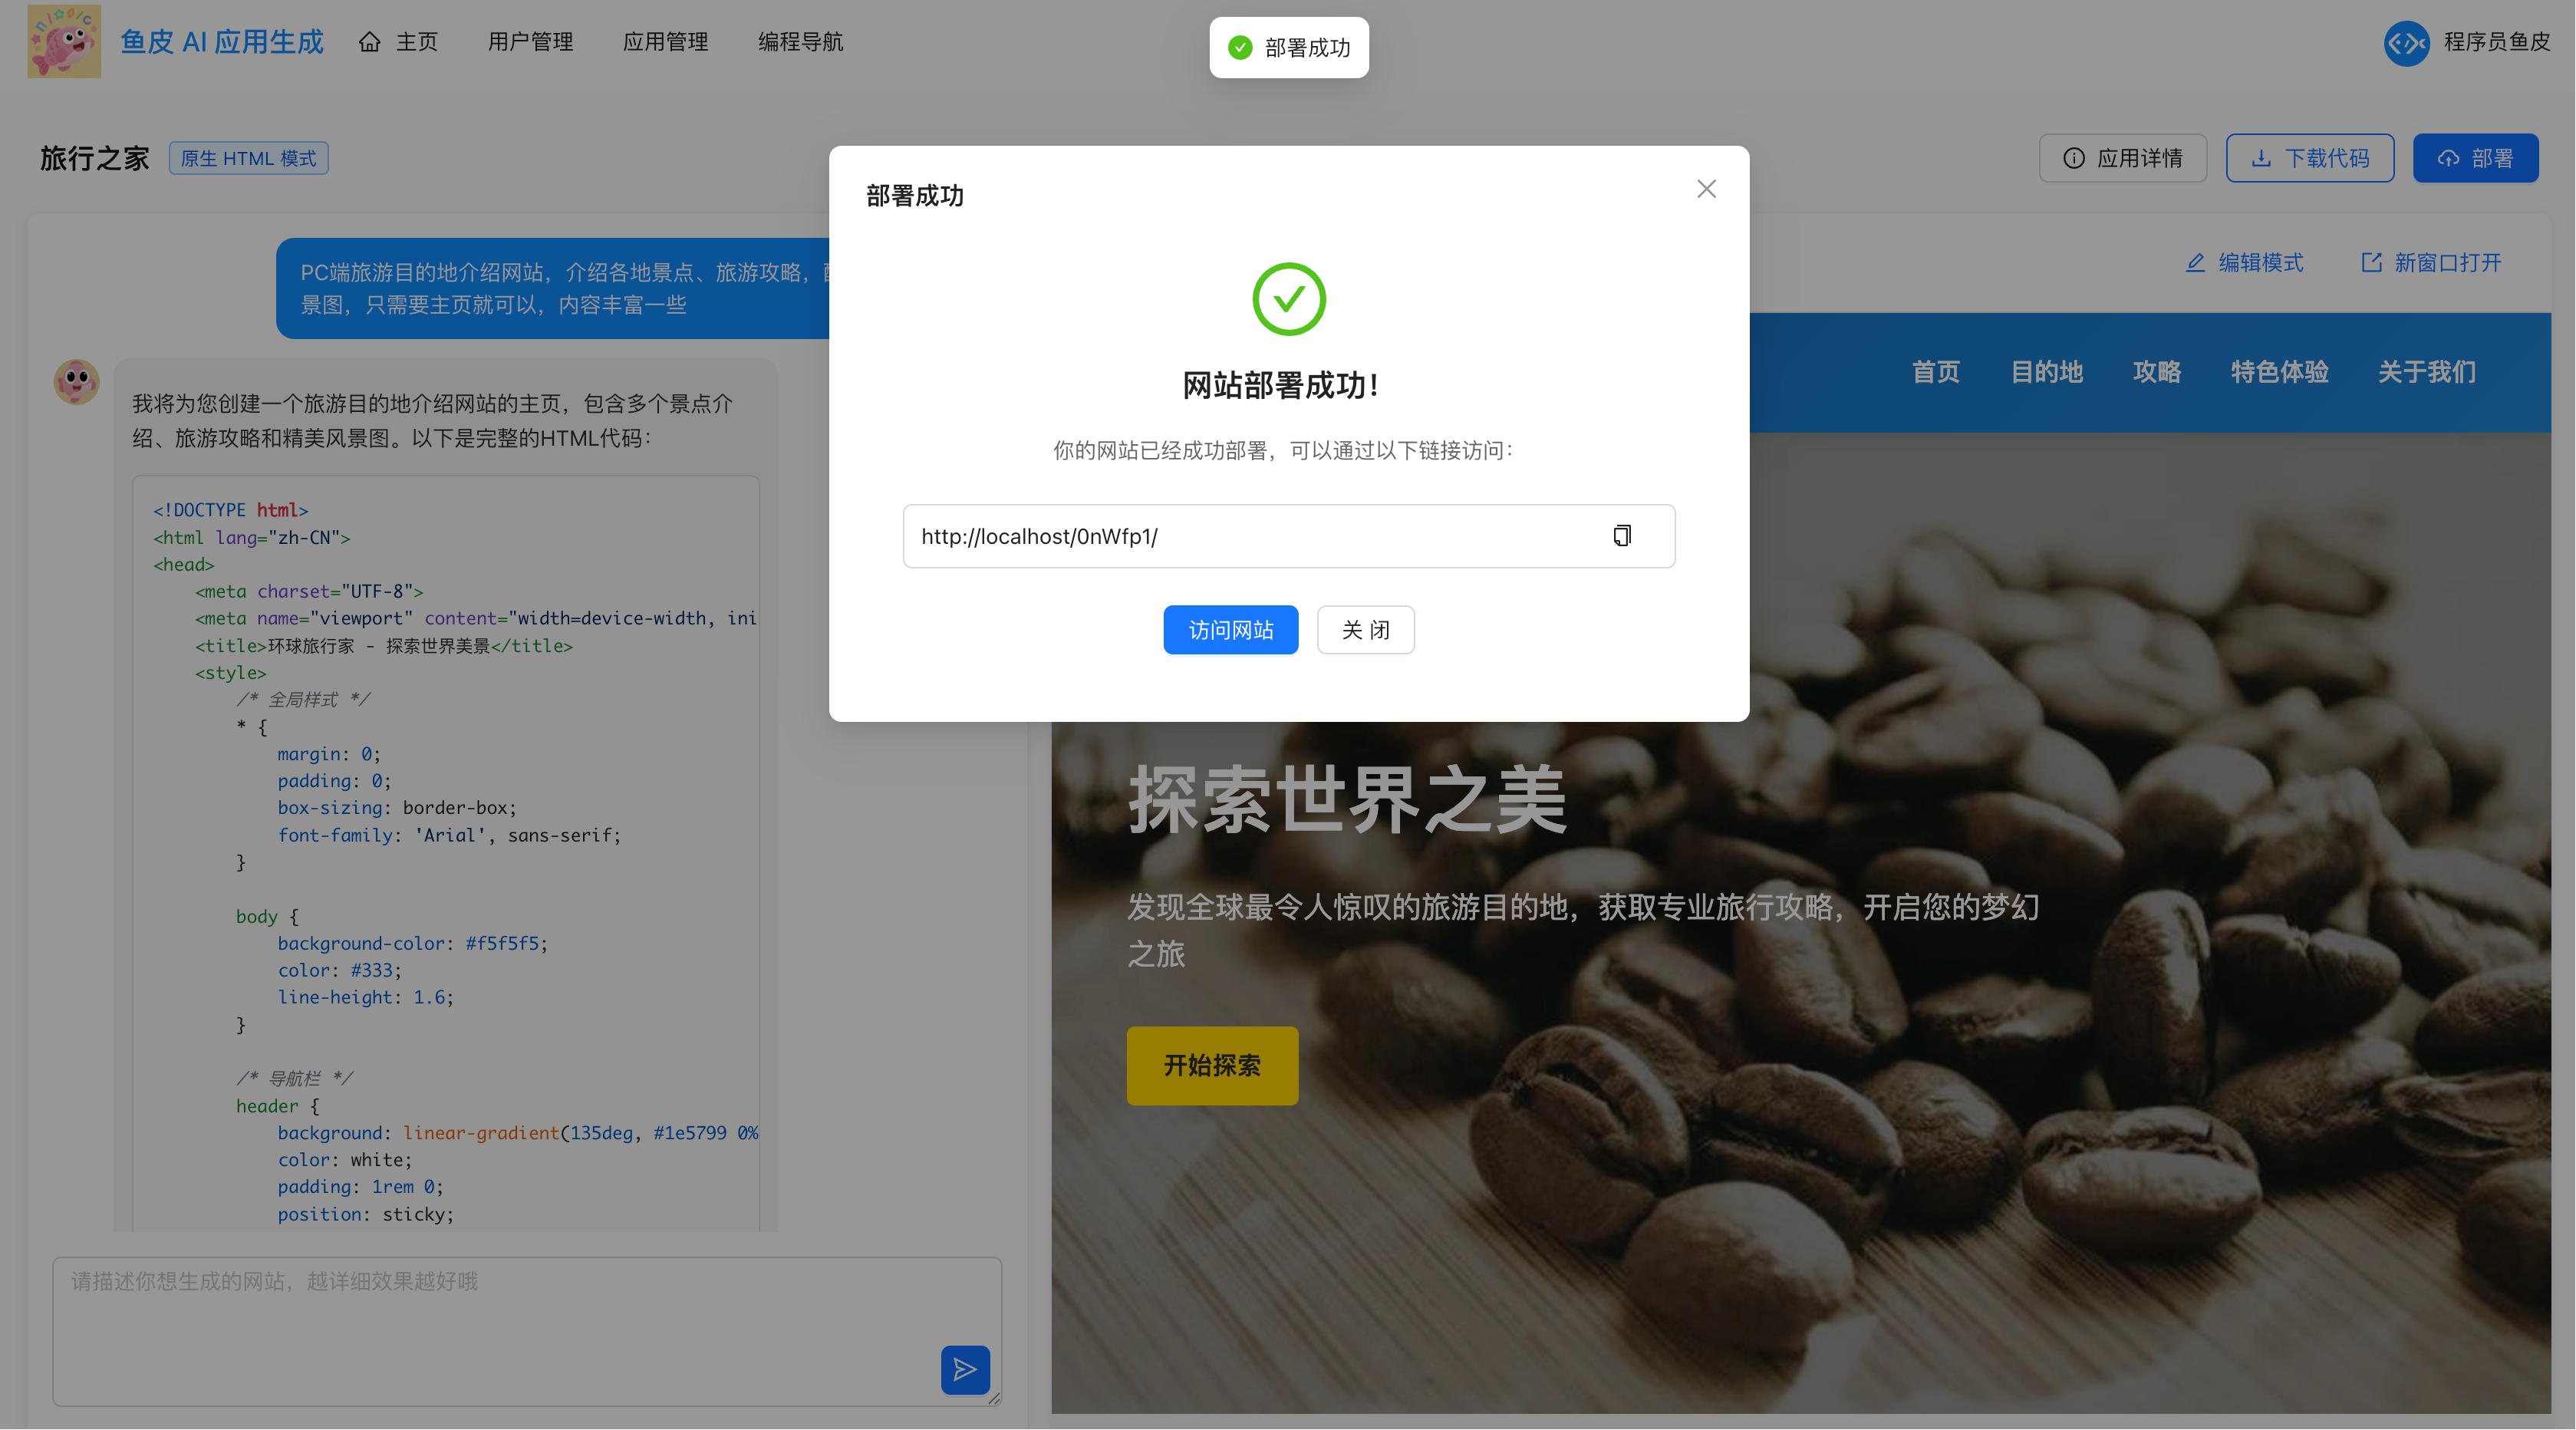 nlooic
鱼皮 AI 应用生成
主页
用户管理
应用管理
编程导航
部署成功
程序员鱼皮
旅行之家
原生 HTML 模式
应用详情
下载代码
部署
部署成功
网站部署成功！
你的网站已经成功部署，可以通过以下链接访问：
http://localhost/0nWfp1/
访问网站
关 闭
PC端旅游目的地介绍网站，介绍各地景点、旅游攻略，
景图，只需要主页就可以，内容丰富一些
我将为您创建一个旅游目的地介绍网站的主页，包含多个景点介
绍、旅游攻略和精美风景图。以下是完整的HTML代码：
<!DOCTYPE html>
<html lang="zh-CN">
<head>
<meta charset="UTF-8">
<meta name="viewport" content="width=device-width, ini
<title>环球旅行家 - 探索世界美景</title>
<style>
/* 全局样式 */
* {
margin: 0;
padding: 0;
box-sizing: border-box;
font-family: 'Arial', sans-serif;
}
body {
background-color: #f5f5f5;
color: #333;
line-height: 1.6;
}
/* 导航栏 */
header {
background: linear-gradient(135deg, #1e5799 0%
color: white;
padding: 1rem 0;
position: sticky;
请描述你想生成的网站，越详细效果越好哦
编辑模式
新窗口打开
首页
目的地
攻略
特色体验
关于我们
探索世界之美
发现全球最令人惊叹的旅游目的地，获取专业旅行攻略，开启您的梦幻
之旅
开始探索